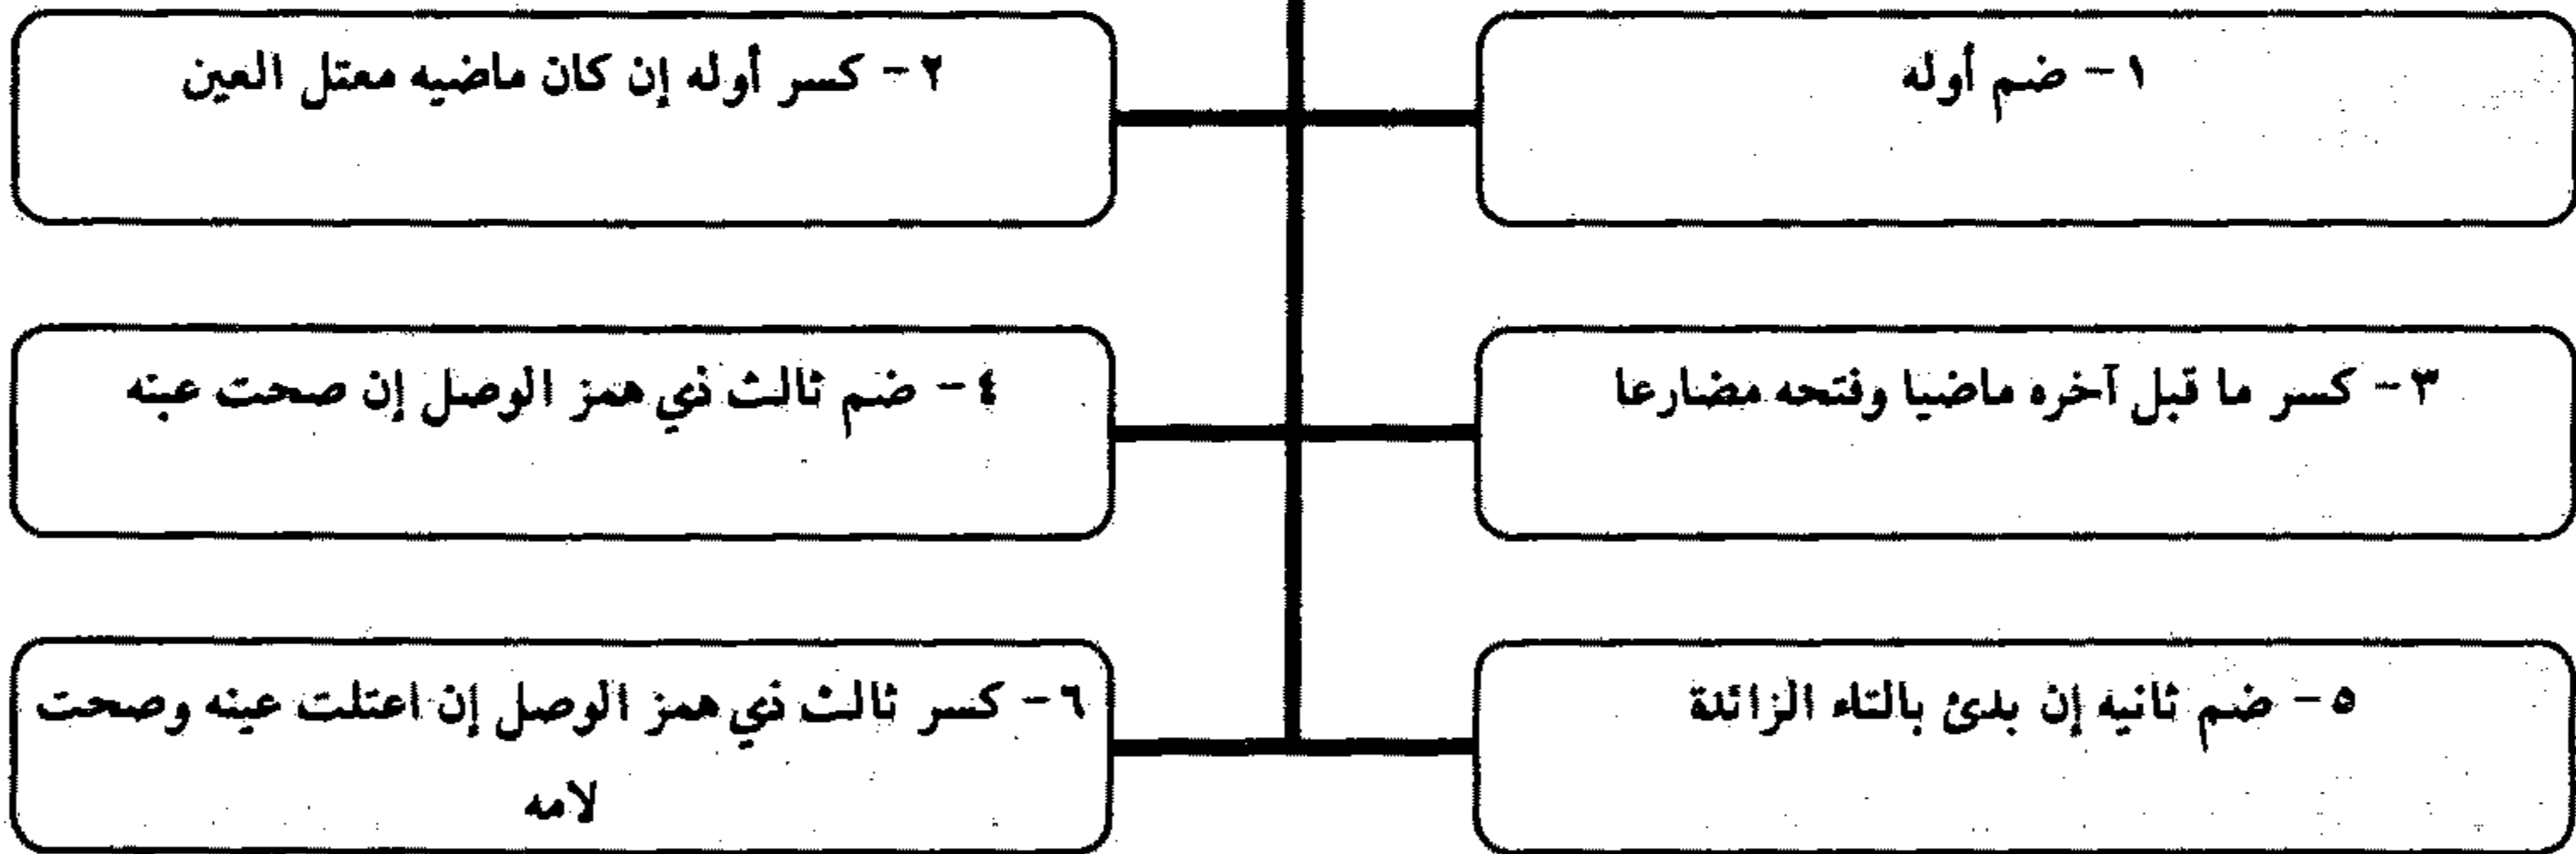 ١ - ضم أوله
٢ - كسر أوله إن كان ماضيه معتل العين
٣ - كسر ما قبل آخره ماضيا وفتحه مضارعا
٤ - ضم ثالث ذي همز الوصل إن صحت عينه
٥ - ضم ثانيه إن بدئ بالتاء الزائدة
٦ - كسر ثالث ذي همز الوصل إن اعتلت عينه وصحت
لامه